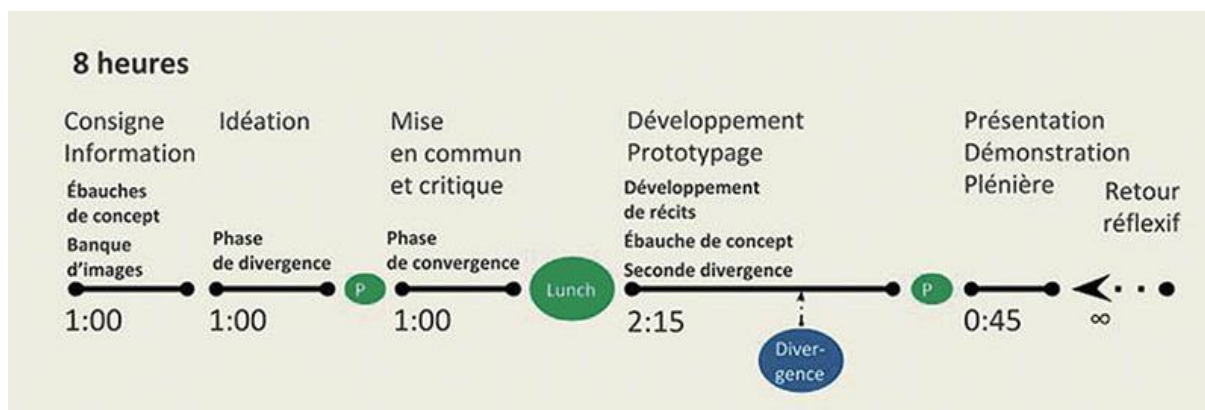 8 heures
Consigne
Information
Ébauches
de concept
Banque
d'images
1:00
Idéation
Phase
de divergence
1:00
P
Mise
en commun
et critique
Phase
de convergence
1:00
Lunch
Développement
Prototypage
Développement
de récits
Ébauche de concept
Seconde divergence
2:15
Diver-
gence
P
Présentation
Démonstration
Plénière
0:45
Retour
réflexif
∞